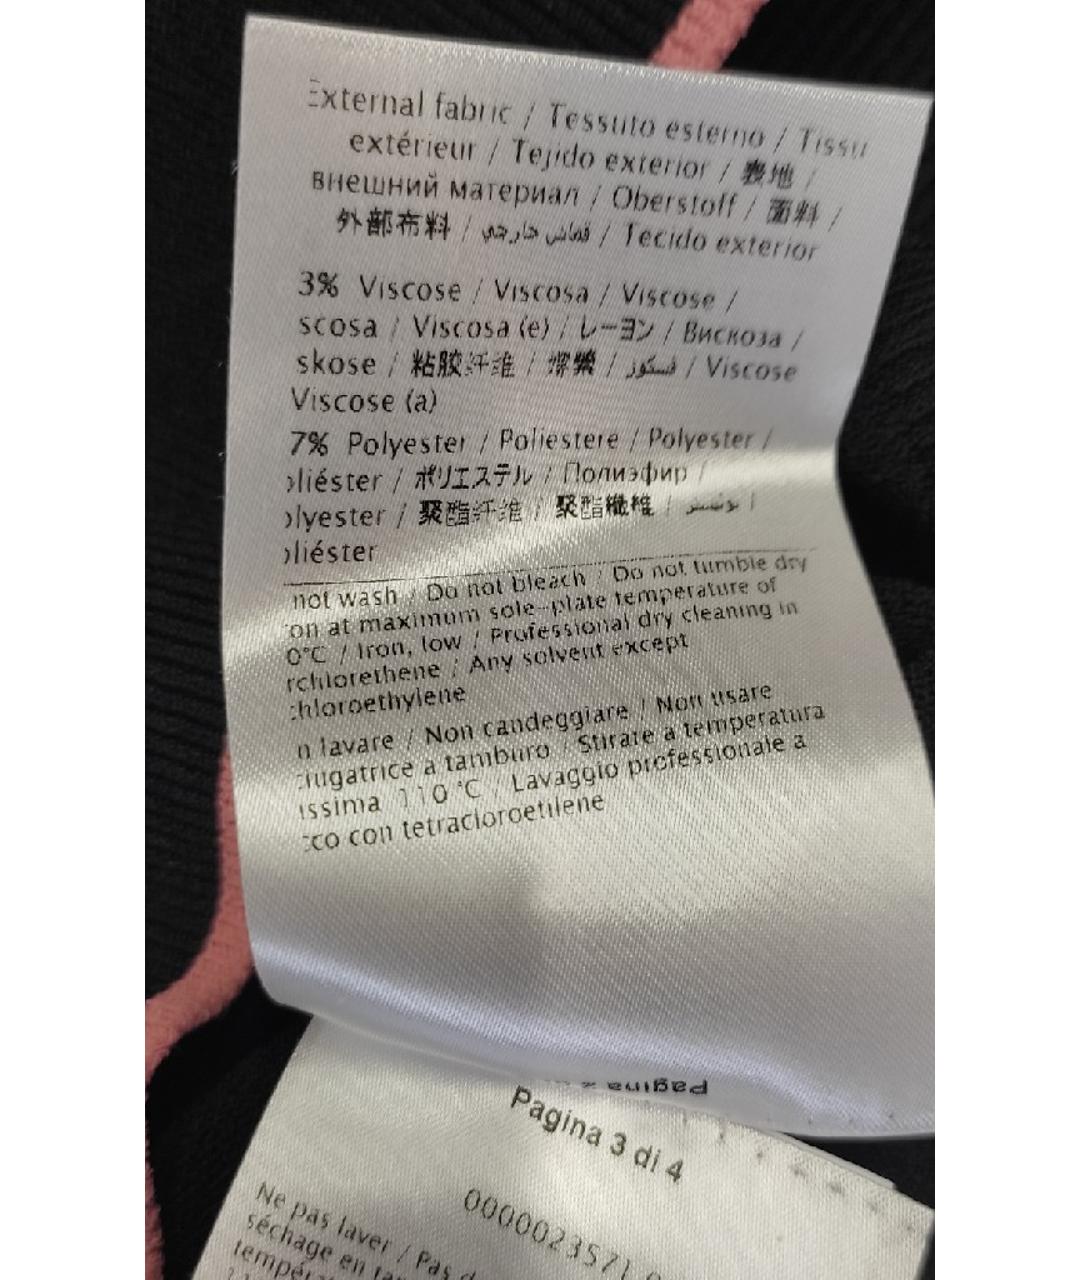 External fabric / Tessuto esterno / Tissu
extérieur / Tejido exterior / 表地 /
внешний материал / Oberstoff / 面料 /
外部布料 / قماش خارجي / Tecido exterior
3% Viscose / Viscosa / Viscose /
scosa / Viscosa (e) / レーヨン / Вискоза /
skose / 粘胶纤维 / 嫘縈 / فسكوز / Viscose
Viscose (a)
7% Polyester / Poliestere / Polyester /
oliéster / ポリエステル / Полиэфир /
olyester / 聚酯纤维 / 聚酯纖維 /
oliéster
not wash / Do not bleach / Do not tumble dry
on at maximum sole-plate temperature of
0°C / Iron, low / Professional dry cleaning in
rchlorethene / Any solvent except
chloroethylene
n lavare / Non candeggiare / Non usare
iugatrice a tamburo / Stirare a temperatura
issima 110 °C / Lavaggio professionale a
cco con tetracloroetilene
Pagina 2
Pagina 3 di 4
000002357
Ne pas laver / Pas d
séchage en ta
tempéra